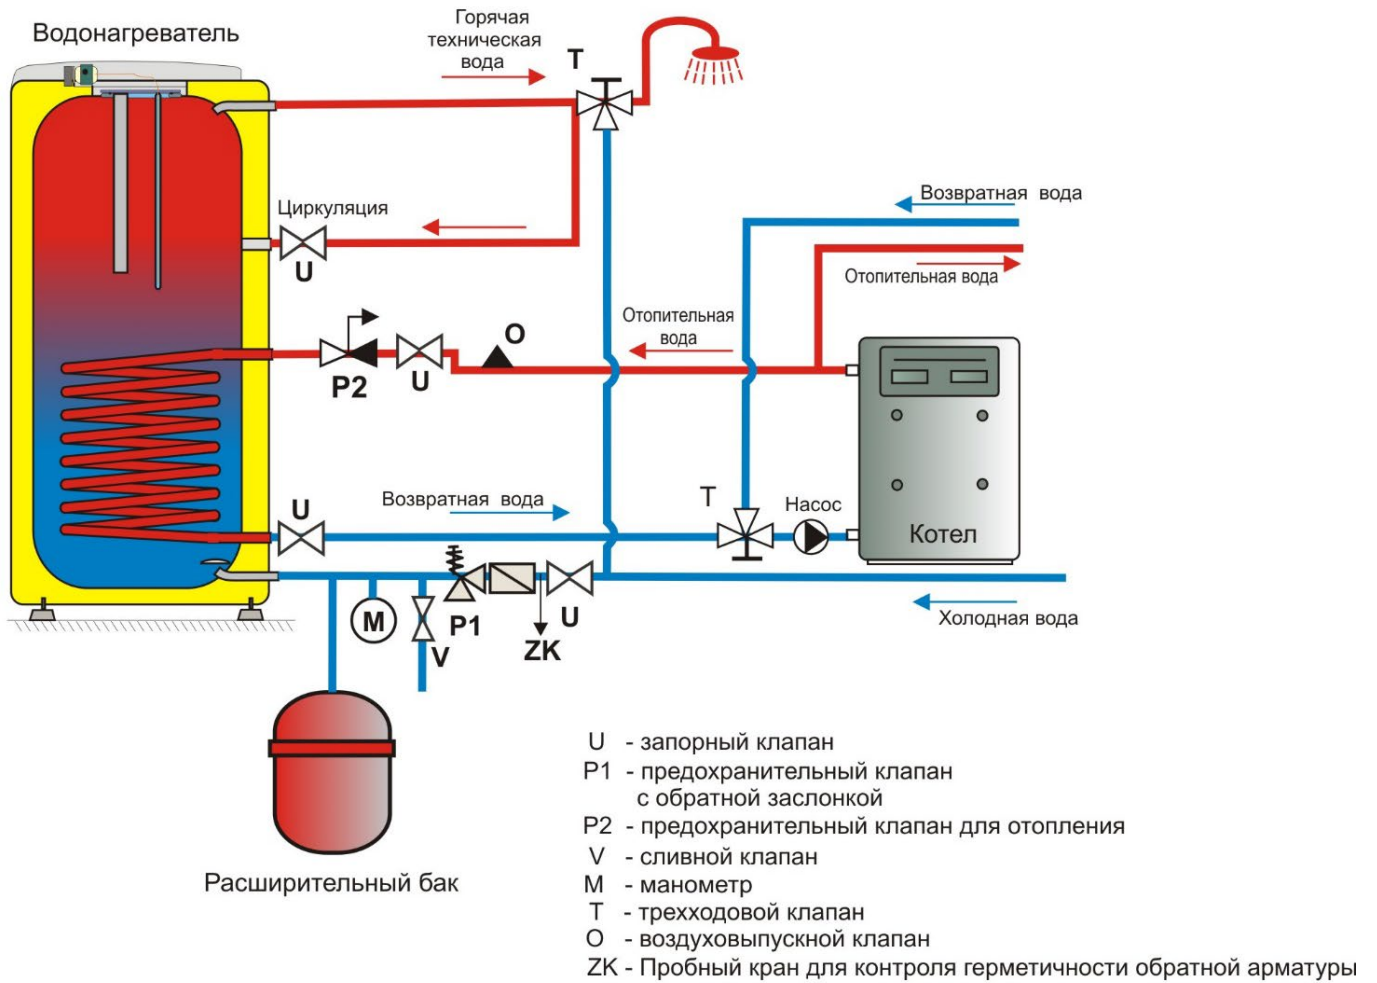 Водонагреватель
Горячая
техническая
вода
T
Циркуляция
U
Возвратная вода
Отопительная вода
Отопительная
вода
O
P2
U
Возвратная вода
U
T
Насос
Котел
M
V
P1
ZK
U
Холодная вода
Расширительный бак
U - запорный клапан
P1 - предохранительный клапан
с обратной заслонкой
P2 - предохранительный клапан для отопления
V - сливной клапан
M - манометр
T - трехходовой клапан
O - воздуховыпускной клапан
ZK - Пробный кран для контроля герметичности обратной арматуры